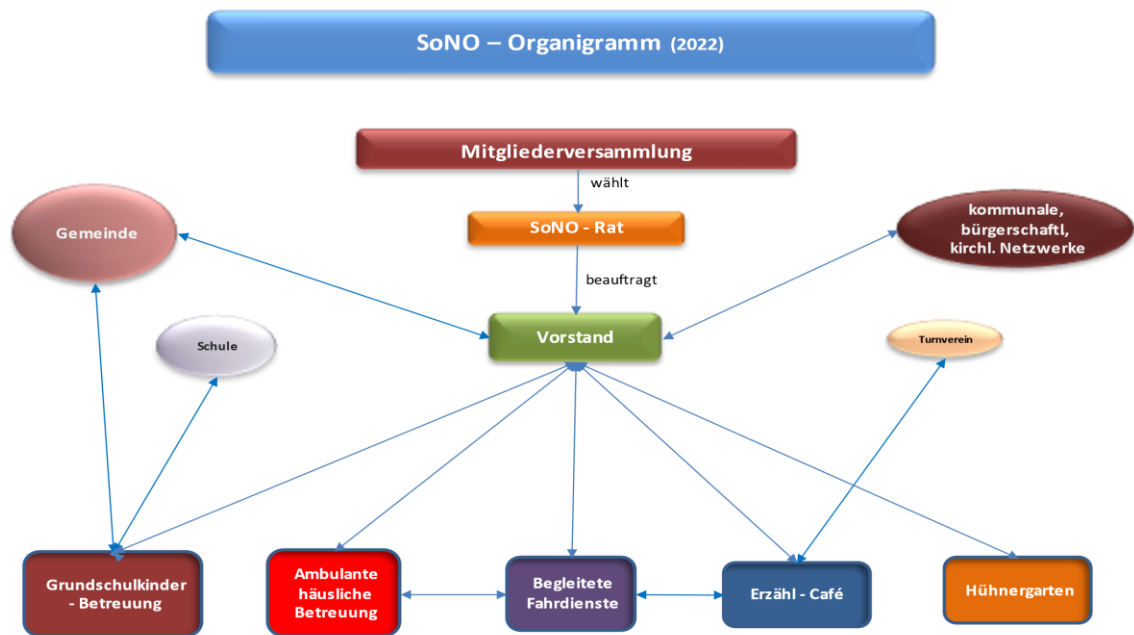 SoNO – Organigramm (2022)
Mitgliederversammlung
wählt
SoNO - Rat
beauftragt
Vorstand
Gemeinde
kommunale,
bürgerschaftl,
kirchl. Netzwerke
Schule
Turnverein
Grundschulkinder
- Betreuung
Ambulante
häusliche
Betreuung
Begleitete
Fahrdienste
Erzähl - Café
Hühnergarten